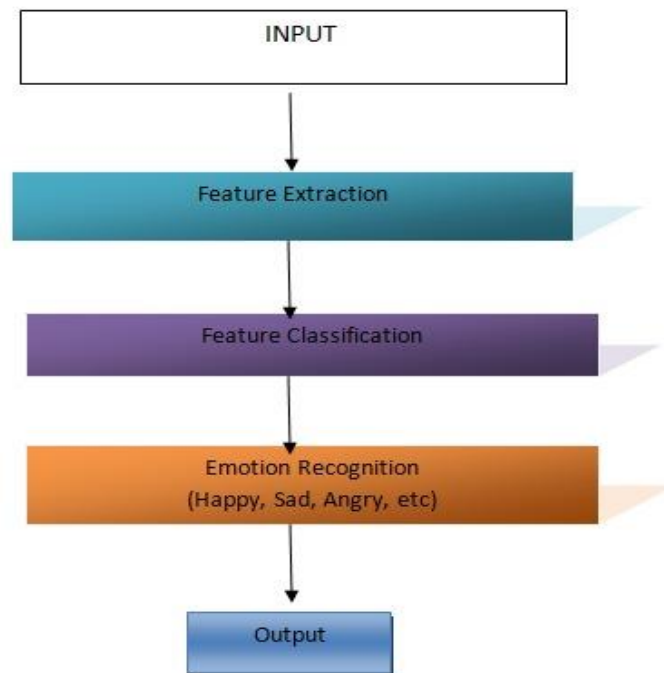 INPUT
Feature Extraction
Feature Classification
Emotion Recognition
(Happy, Sad, Angry, etc)
Output